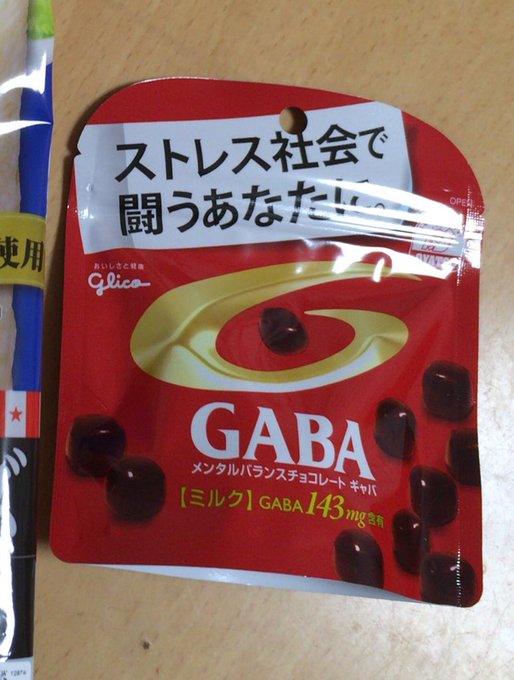 ストレス社会で
闘うあなたに。
OPEN
おいしさと健康
Glico
使用
GABA
メンタルバランスチョコレート ギャバ
【ミルク】GABA 143mg含有